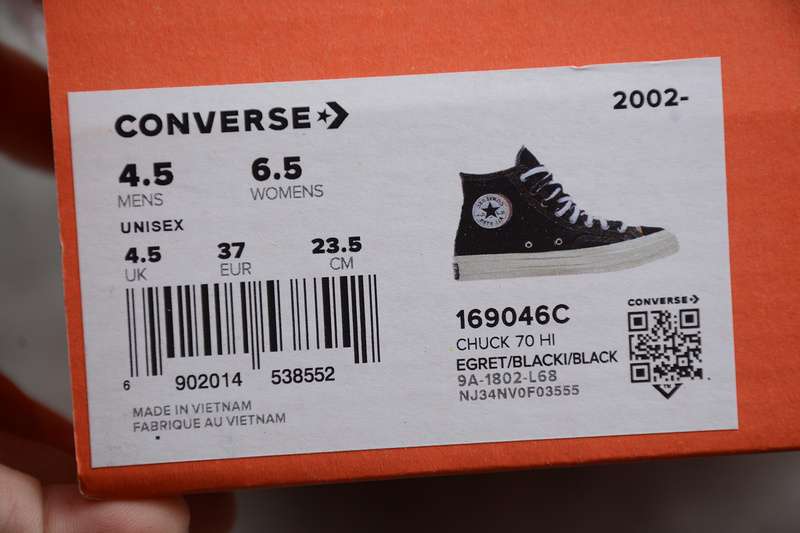 CONVERSE
2002-
4.5 6.5
MENS WOMENS
UNISEX
4.5 37 23.5
UK EUR CM
6 902014 538552
MADE IN VIETNAM
FABRIQUE AU VIETNAM
169046C
CHUCK 70 HI
EGRET/BLACKI/BLACK
9A-1802-L68
NJ34NV0F03555
CONVERSE